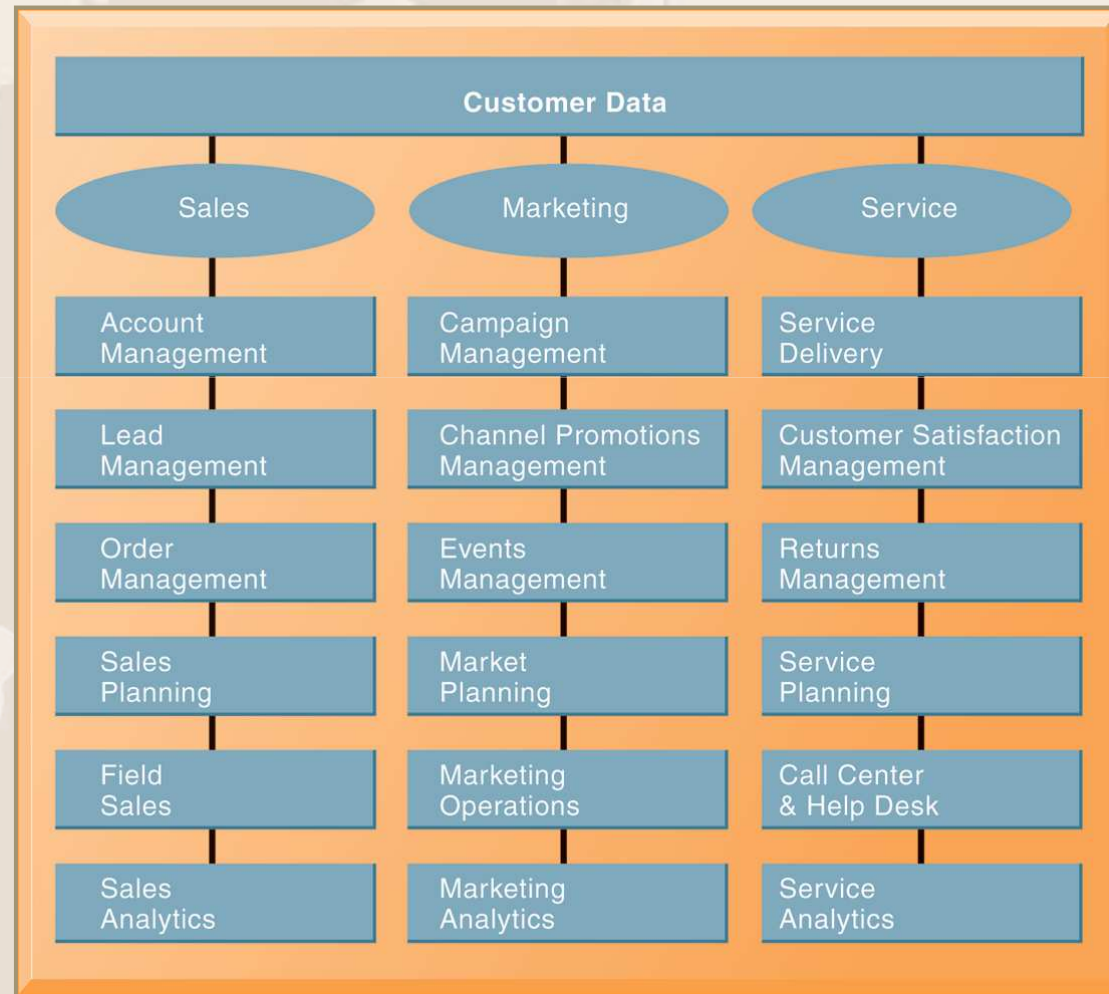 Customer Data
Sales
Marketing
Service
Account
Management
Lead
Management
Order
Management
Sales
Planning
Field
Sales
Sales
Analytics
Campaign
Management
Channel Promotions
Management
Events
Management
Market
Planning
Marketing
Operations
Marketing
Analytics
Service
Delivery
Customer Satisfaction
Management
Returns
Management
Service
Planning
Call Center
& Help Desk
Service
Analytics